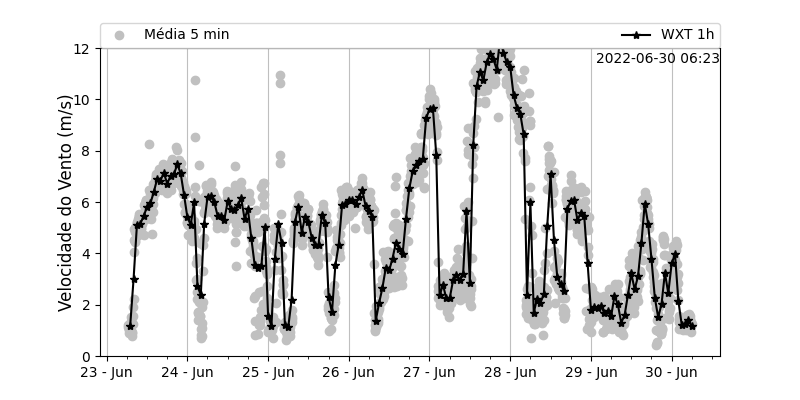 Média 5 min
WXT 1h
2022-06-30 06:23
Velocidade do Vento (m/s)
12
10
8
6
4
2
0
23 - Jun
24 - Jun
25 - Jun
26 - Jun
27 - Jun
28 - Jun
29 - Jun
30 - Jun